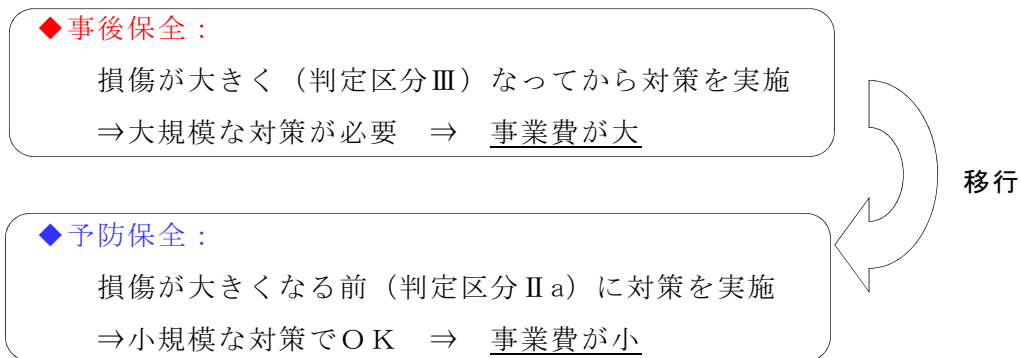 ◆事後保全：
損傷が大きく（判定区分Ⅲ）なってから対策を実施
⇒大規模な対策が必要　⇒　事業費が大
移行
◆予防保全：
損傷が大きくなる前（判定区分Ⅱa）に対策を実施
⇒小規模な対策でＯＫ　⇒　事業費が小